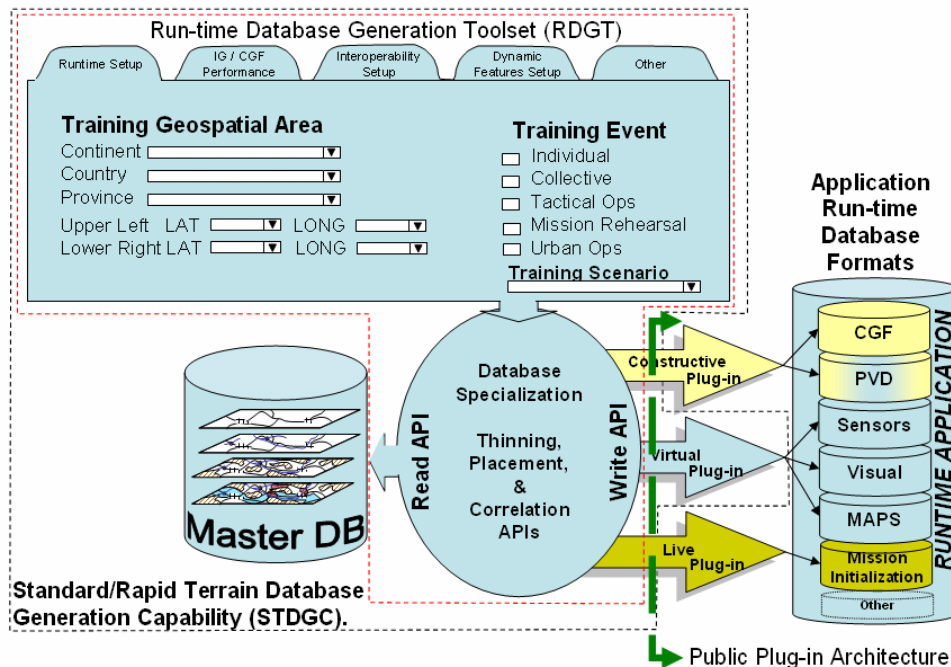 Run-time Database Generation Toolset (RDGT)
Runtime Setup
IG / CGF
Performance
Interoperability
Setup
Dynamic
Features Setup
Other
Training Geospatial Area
Continent
Country
Province
Upper Left LAT LONG
Lower Right LAT LONG
Training Event
Individual
Collective
Tactical Ops
Mission Rehearsal
Urban Ops
Training Scenario
Application
Run-time
Database
Formats
Database
Specialization
Thinning,
Placement,
&
Correlation
APIs
Read API
Write API
Master DB
Constructive
Plug-in
Virtual
Plug-in
Live
Plug-in
CGF
PVD
Sensors
Visual
MAPS
Mission
Initialization
Other
RUNTIME APPLICATION
Standard/Rapid Terrain Database
Generation Capability (STDGC).
Public Plug-in Architecture